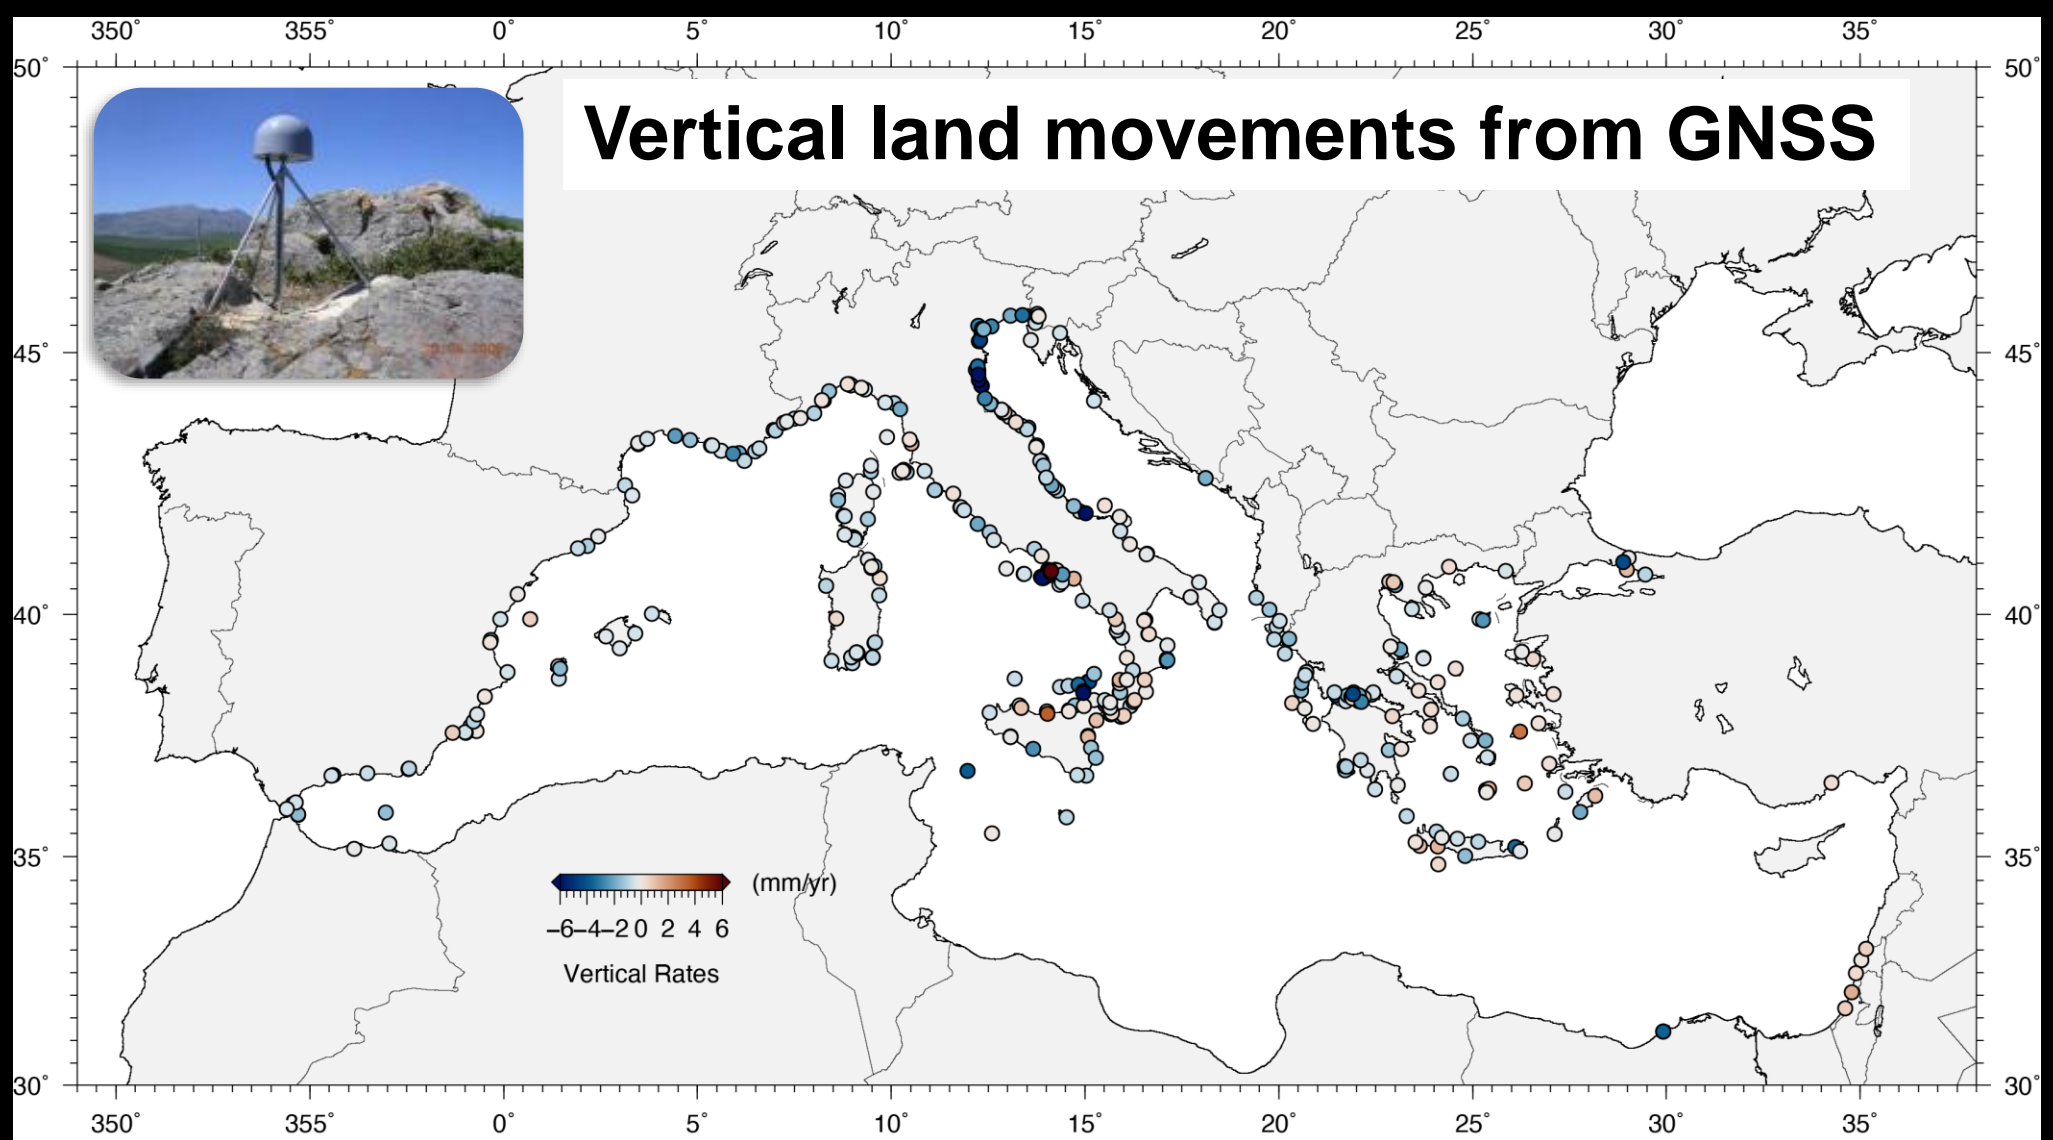 350° 355° 0° 5° 10° 15° 20° 25° 30° 35°
50° 50°
Vertical land movements from GNSS
45° 45°
40° 40°
35° 35°
(mm/yr)
−6−4−2 0 2 4 6
Vertical Rates
30° 30°
350° 355° 0° 5° 10° 15° 20° 25° 30° 35°